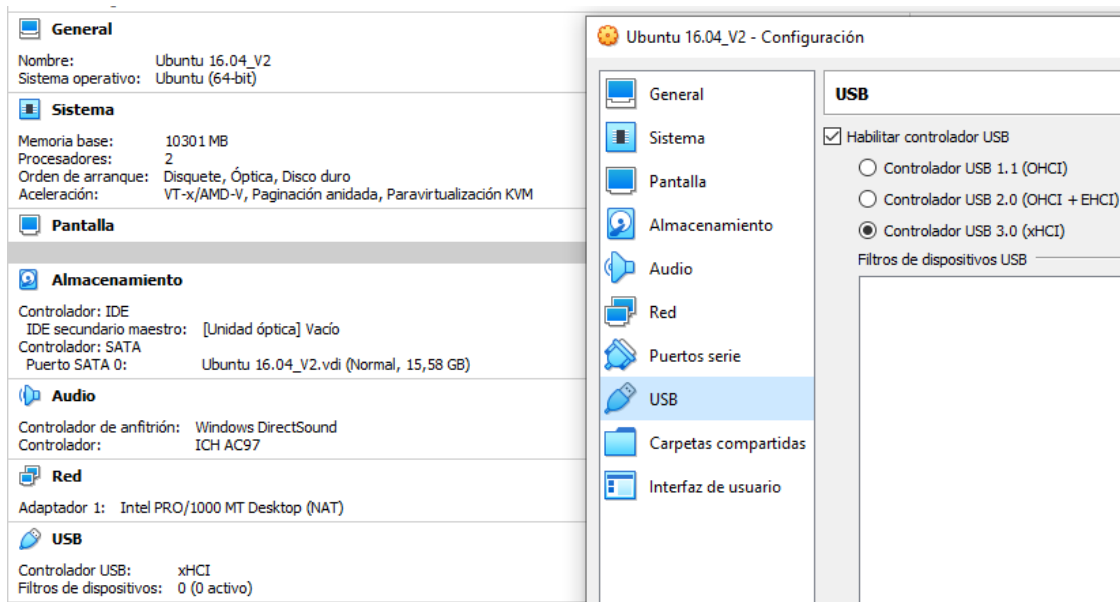 General
Nombre: Ubuntu 16.04_V2
Sistema operativo: Ubuntu (64-bit)
Sistema
Memoria base: 10301 MB
Procesadores: 2
Orden de arranque: Disquete, Óptica, Disco duro
Aceleración: VT-x/AMD-V, Paginación anidada, Paravirtualización KVM
Pantalla
Almacenamiento
Controlador: IDE
IDE secundario maestro: [Unidad óptica] Vacío
Controlador: SATA
Puerto SATA 0: Ubuntu 16.04_V2.vdi (Normal, 15,58 GB)
Audio
Controlador de anfitrión: Windows DirectSound
Controlador: ICH AC97
Red
Adaptador 1: Intel PRO/1000 MT Desktop (NAT)
USB
Controlador USB: xHCI
Filtros de dispositivos: 0 (0 activo)
Ubuntu 16.04_V2 - Configuración
General
Sistema
Pantalla
Almacenamiento
Audio
Red
Puertos serie
USB
Carpetas compartidas
Interfaz de usuario
USB
Habilitar controlador USB
Controlador USB 1.1 (OHCI)
Controlador USB 2.0 (OHCI + EHCI)
Controlador USB 3.0 (xHCI)
Filtros de dispositivos USB